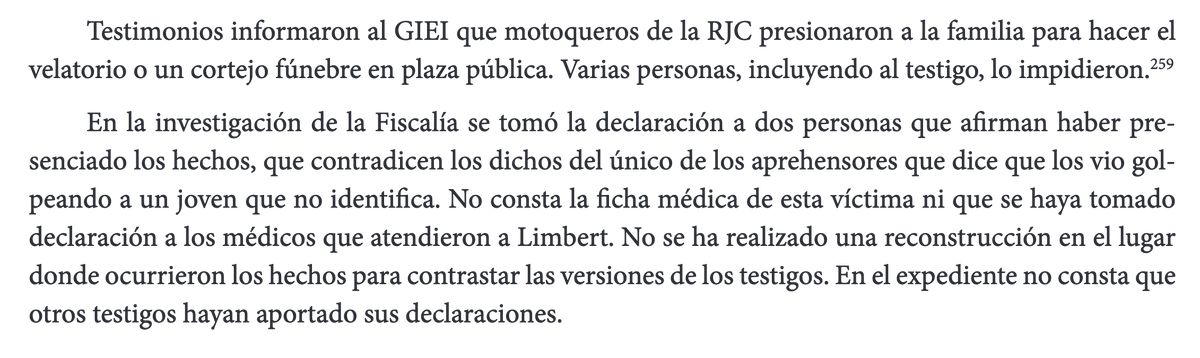 Testimonios informaron al GIEI que motoqueros de la RJC presionaron a la familia para hacer el
velatorio o un cortejo fúnebre en plaza pública. Varias personas, incluyendo al testigo, lo impidieron.259
En la investigación de la Fiscalía se tomó la declaración a dos personas que afirman haber pre-
senciado los hechos, que contradicen los dichos del único de los aprehensores que dice que los vio gol-
peando a un joven que no identifica. No consta la ficha médica de esta víctima ni que se haya tomado
declaración a los médicos que atendieron a Limbert. No se ha realizado una reconstrucción en el lugar
donde ocurrieron los hechos para contrastar las versiones de los testigos. En el expediente no consta que
otros testigos hayan aportado sus declaraciones.